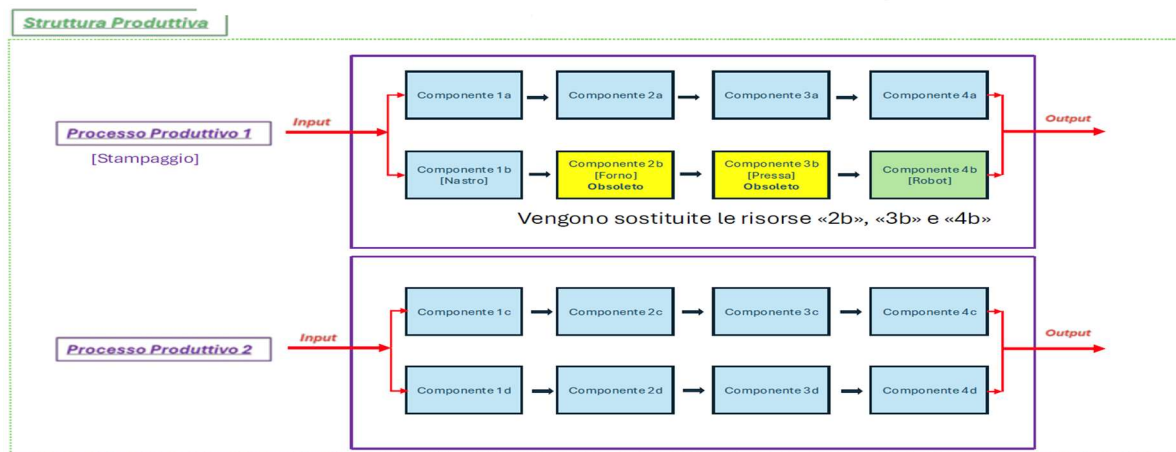 Struttura Produttiva
Processo Produttivo 1
[Stampaggio]
Input
Componente 1a
Componente 2a
Componente 3a
Componente 4a
Output
Componente 1b
[Nastro]
Componente 2b
[Forno]
Obsoleto
Componente 3b
[Pressa]
Obsoleto
Componente 4b
[Robot]
Vengono sostituite le risorse «2b», «3b» e «4b»
Processo Produttivo 2
Input
Componente 1c
Componente 2c
Componente 3c
Componente 4c
Output
Componente 1d
Componente 2d
Componente 3d
Componente 4d